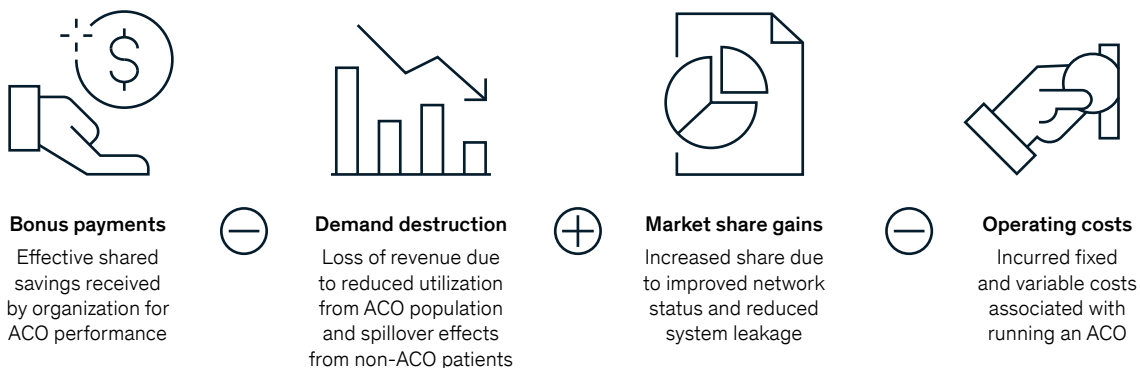 $
Bonus payments
Effective shared
savings received
by organization for
ACO performance
Demand destruction
Loss of revenue due
to reduced utilization
from ACO population
and spillover effects
from non-ACO patients
Market share gains
Increased share due
to improved network
status and reduced
system leakage
Operating costs
Incurred fixed
and variable costs
associated with
running an ACO